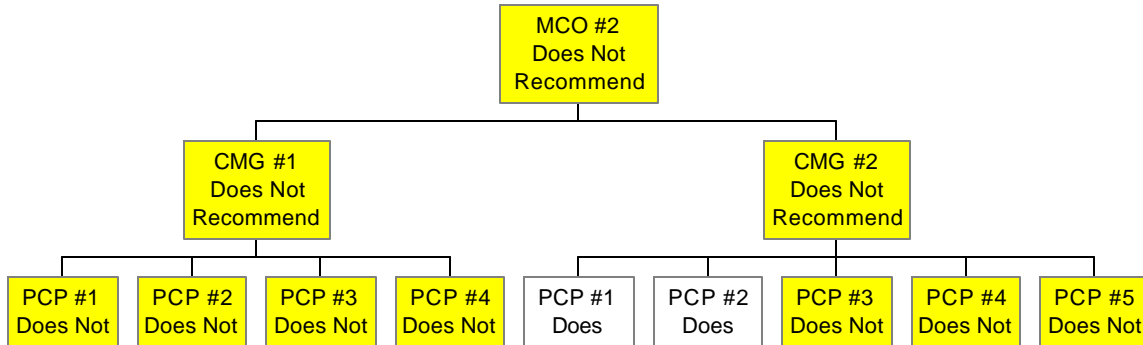 MCO #2
Does Not
Recommend
CMG #1
Does Not
Recommend
CMG #2
Does Not
Recommend
PCP #1
Does Not
PCP #2
Does Not
PCP #3
Does Not
PCP #4
Does Not
PCP #1
Does
PCP #2
Does
PCP #3
Does Not
PCP #4
Does Not
PCP #5
Does Not